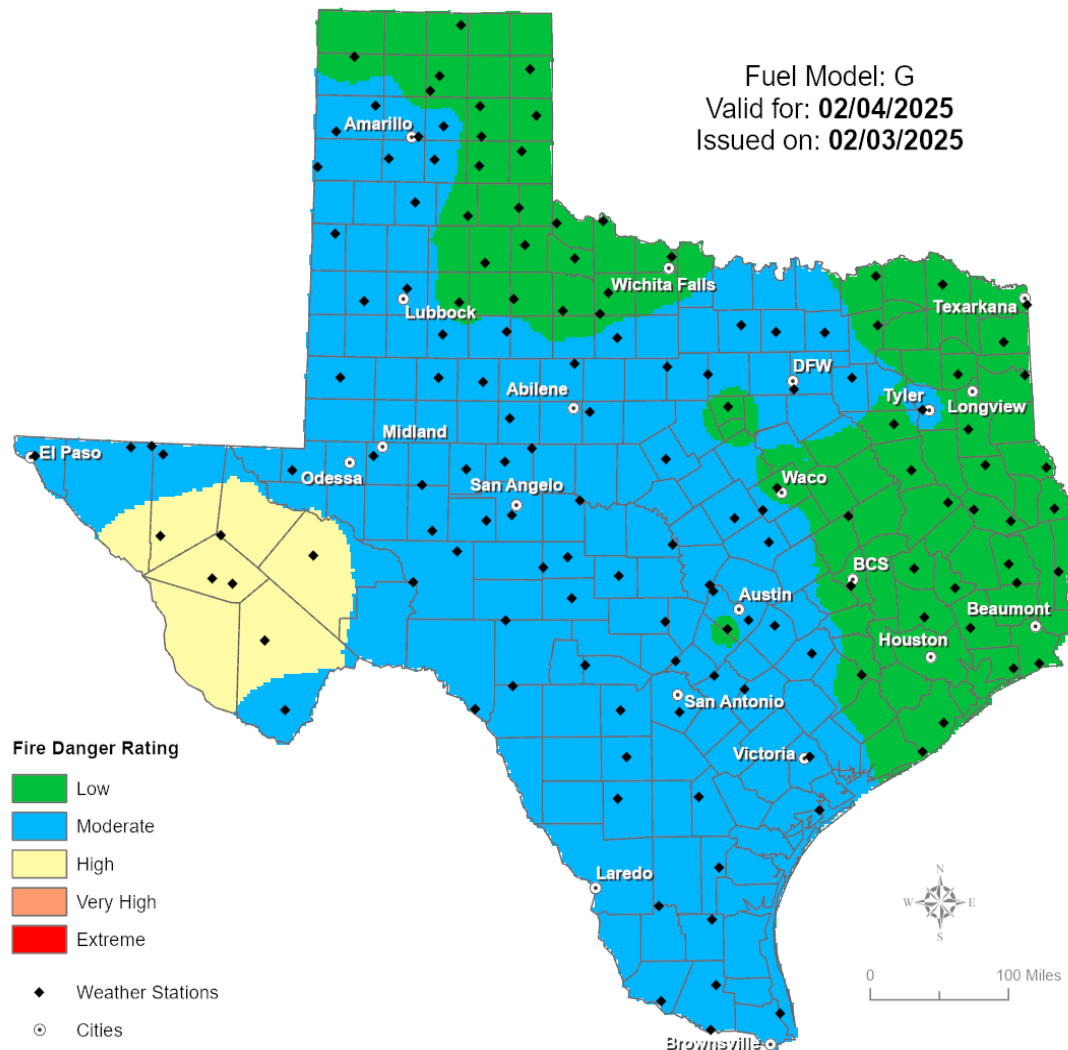 Fuel Model: G
Valid for: 02/04/2025
Issued on: 02/03/2025
Amarillo
Wichita Falls
Lubbock
Texarkana
DFW
Abilene
Tyler
Longview
Midland
El Paso
Odessa
San Angelo
Waco
BCS
Austin
Beaumont
Houston
San Antonio
Victoria
Laredo
Brownsville
Fire Danger Rating
Low
Moderate
High
Very High
Extreme
Weather Stations
Cities
N
W E
S
0 100 Miles